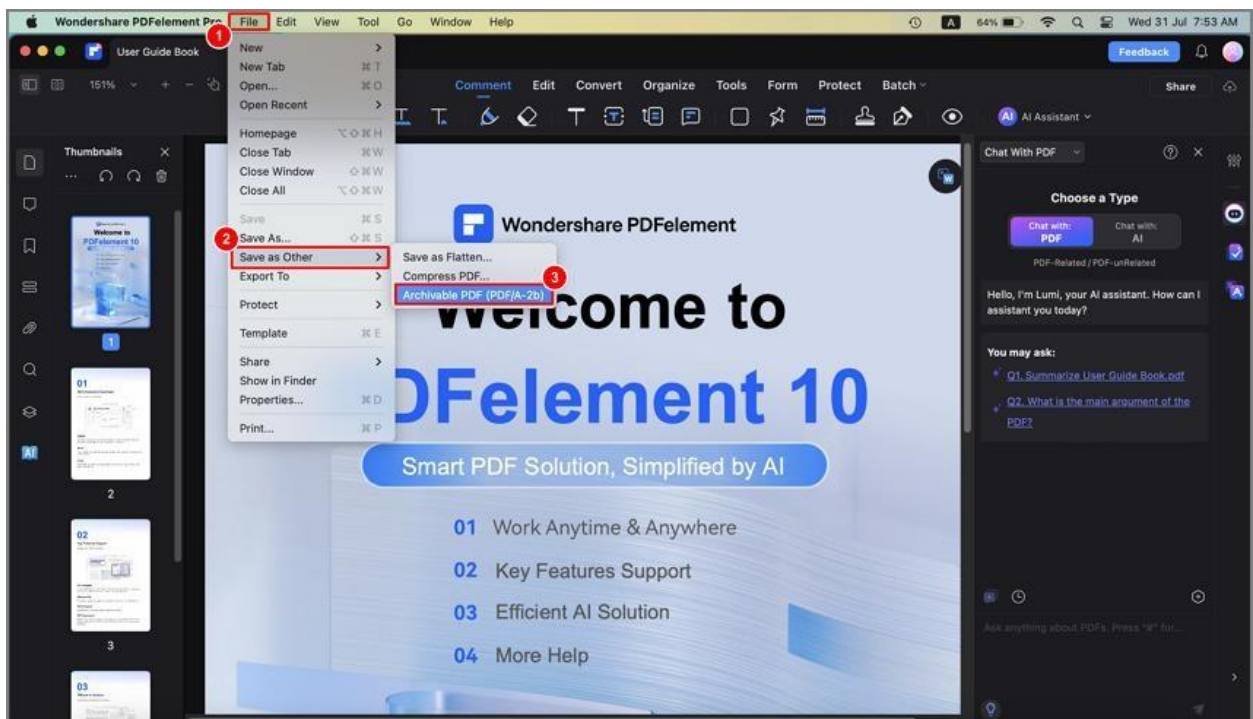 Wondershare PDFelement Pro File Edit View Tool Go Window Help A 64% Wed 31 Jul 7:53 AM
1
User Guide Book
Feedback
151%
Comment Edit Convert Organize Tools Form Protect Batch
Share
AI AI Assistant
New
New Tab ⌘ T
Open... ⌘ O
Open Recent
Homepage ⌥⇧⌘H
Close Tab ⌘ W
Close Window ⇧⌘W
Close All ⌥⇧⌘W
Save ⌘ S
2
Save As... ⇧⌘ S
Save as Other
Export To
Protect
Template ⌘ E
Share
Show in Finder
Properties... ⌘ D
Print... ⌘ P
Save as Flatten...
Compress PDF...
3
Archivable PDF (PDF/A-2b)
Thumbnails
...
Welcome to
PDFelement 10
1
01
2
02
3
03
AI
W
Wondershare PDFelement
Welcome to
DFelement 10
Smart PDF Solution, Simplified by AI
01 Work Anytime & Anywhere
02 Key Features Support
03 Efficient AI Solution
04 More Help
Chat With PDF
Choose a Type
Chat with:
PDF
Chat with:
AI
PDF-Related / PDF-unRelated
Hello, I'm Lumi, your AI assistant. How can I
assistant you today?
You may ask:
Q1. Summarize User Guide Book.pdf
Q2. What is the main argument of the
PDF?
Ask anything about PDFs. Press "#" for...
A